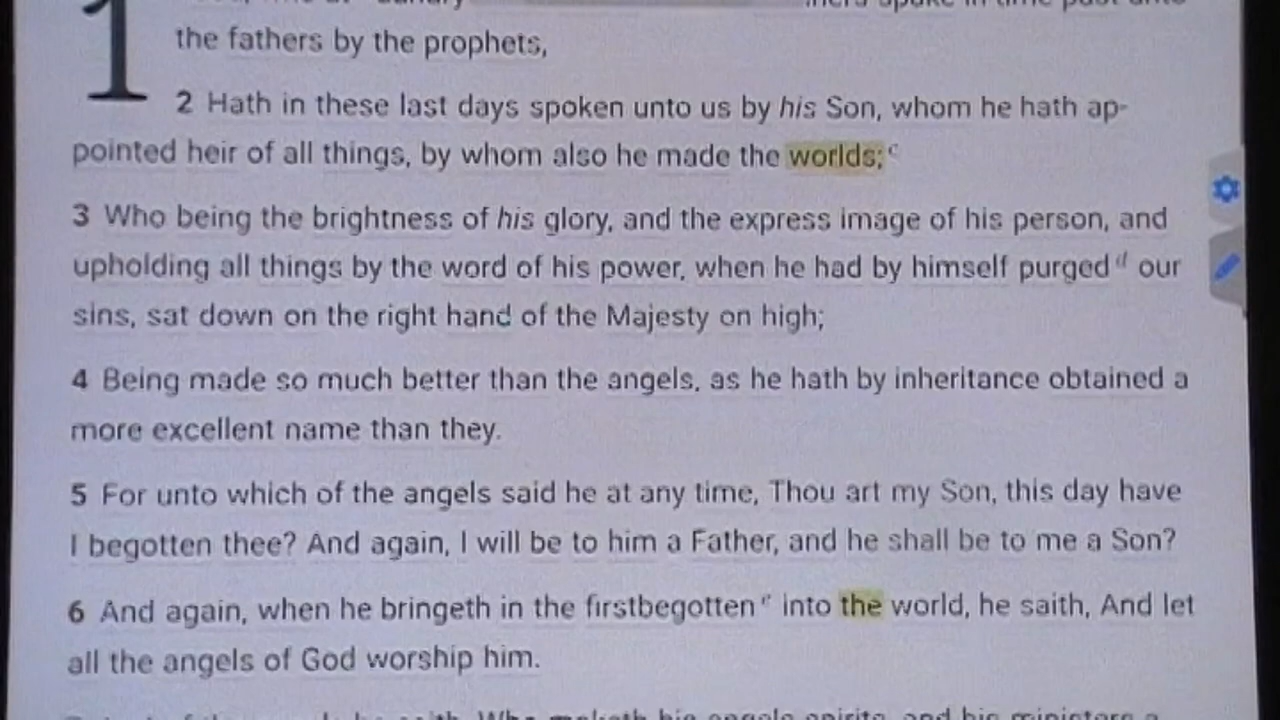 1
the fathers by the prophets,
2 Hath in these last days spoken unto us by his Son, whom he hath ap-
pointed heir of all things, by whom also he made the worlds; c
3 Who being the brightness of his glory, and the express image of his person, and
upholding all things by the word of his power, when he had by himself purged d our
sins, sat down on the right hand of the Majesty on high;
4 Being made so much better than the angels, as he hath by inheritance obtained a
more excellent name than they.
5 For unto which of the angels said he at any time, Thou art my Son, this day have
I begotten thee? And again, I will be to him a Father, and he shall be to me a Son?
6 And again, when he bringeth in the firstbegotten e into the world, he saith, And let
all the angels of God worship him.